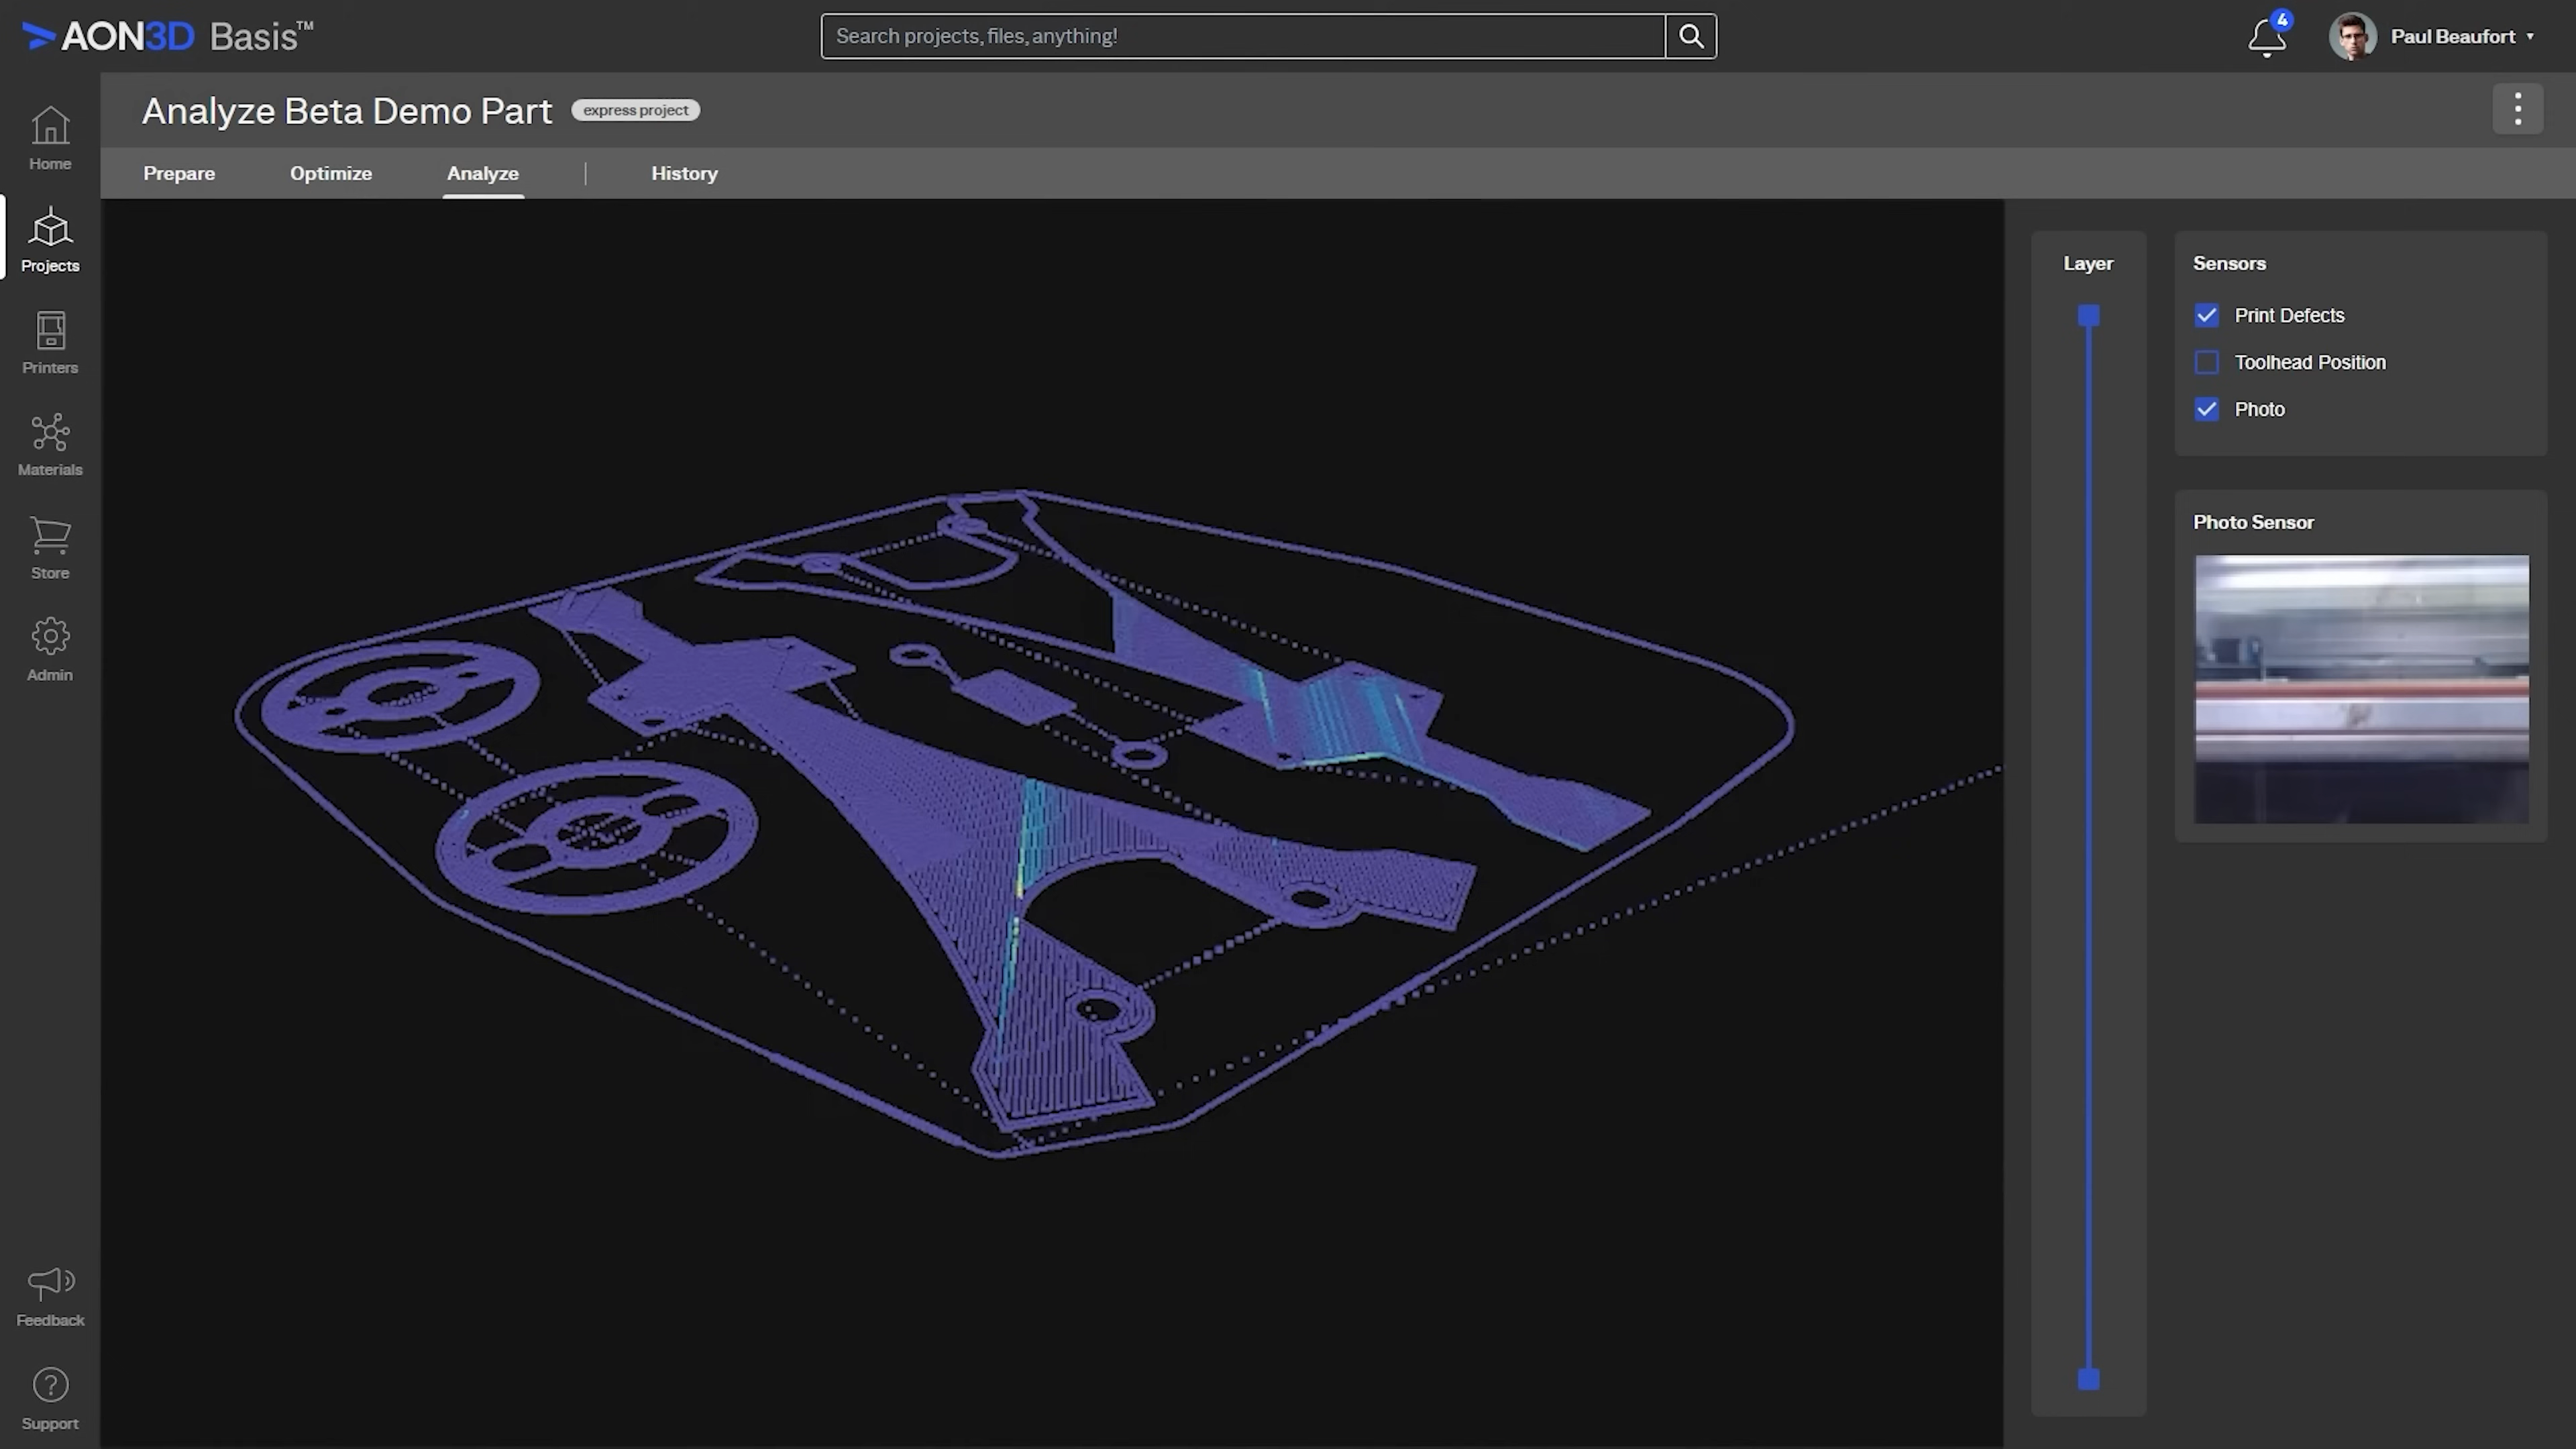 AON3D Basis™
Search projects, files, anything!
4
Paul Beaufort
Analyze Beta Demo Part
express project
Prepare
Optimize
Analyze
History
Home
Projects
Printers
Materials
Store
Admin
Feedback
Support
Layer
Sensors
Print Defects
Toolhead Position
Photo
Photo Sensor